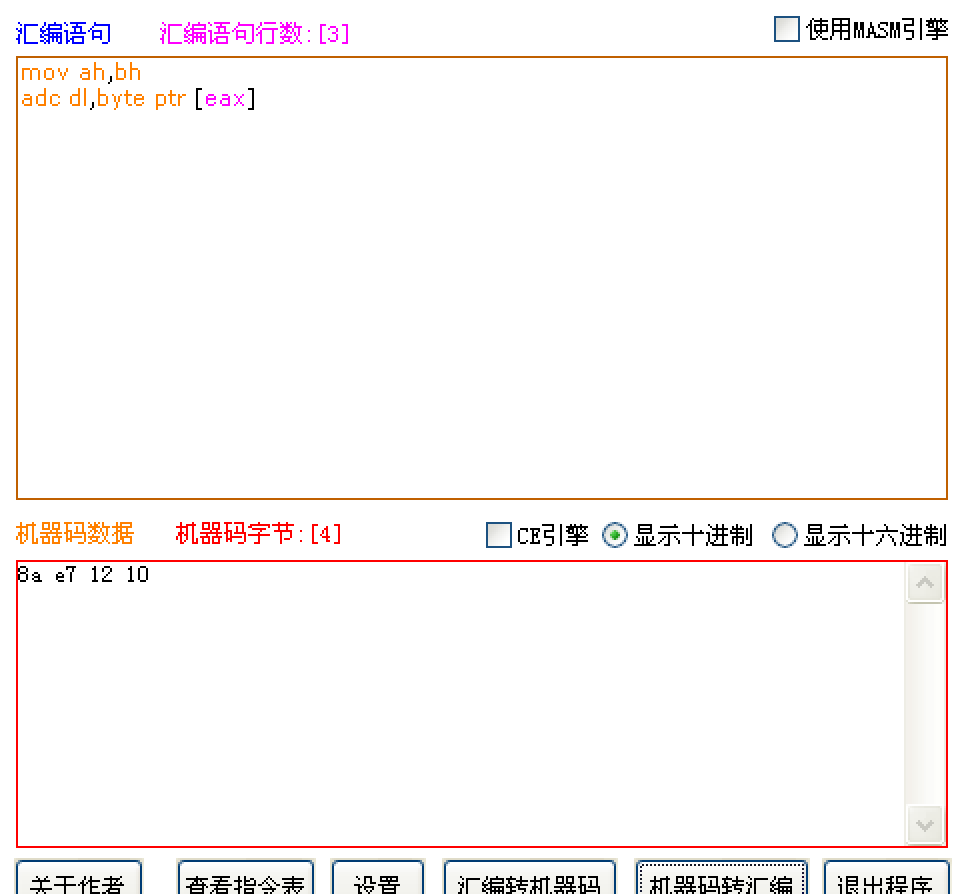 汇编语句 汇编语句行数:[3] 使用MASM引擎
mov ah,bh
adc dl,byte ptr [eax]
机器码数据 机器码字节:[4] CE引擎 显示十进制 显示十六进制
8a e7 12 10
关于作者 查看指令表 设置 汇编转机器码 机器码转汇编 退出程序